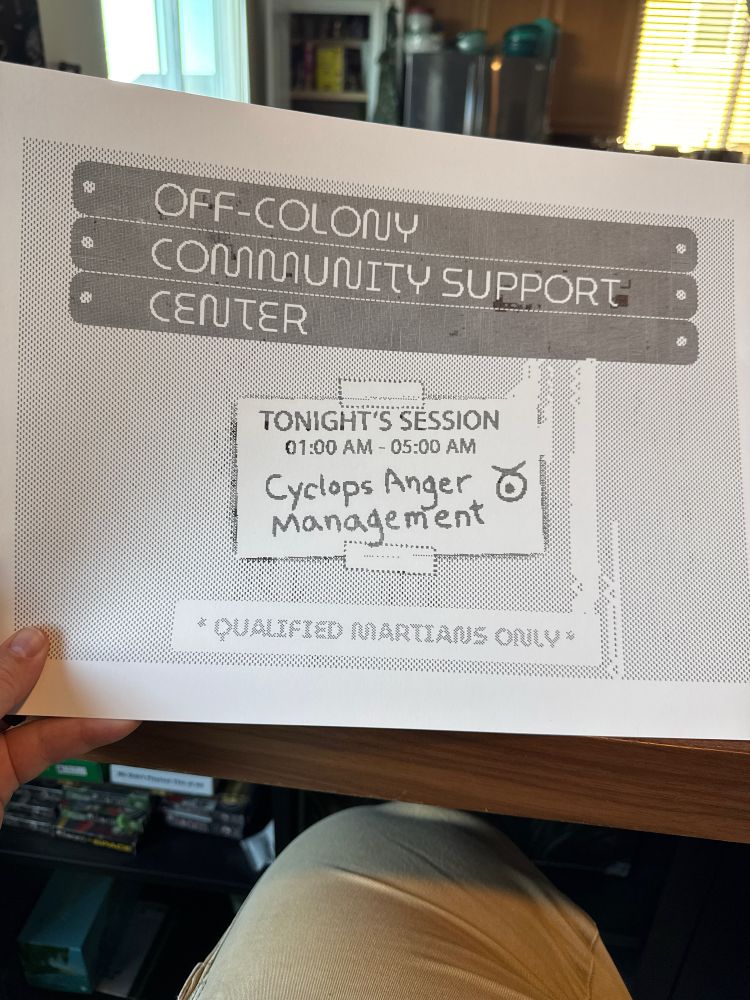 OFF-COLONY
COMMUNITY SUPPORT
CENTER
TONIGHT'S SESSION
01:00 AM - 05:00 AM
Cyclops Anger
Management
* QUALIFIED MARTIANS ONLY *
SPACE